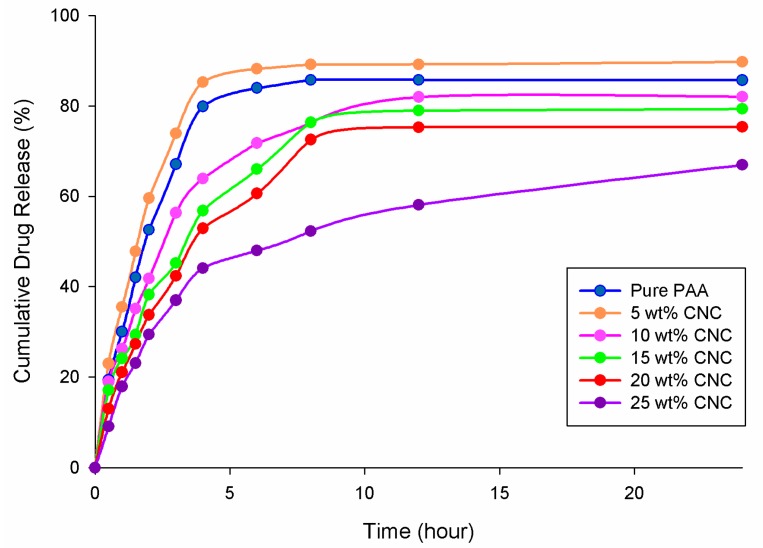 Cumulative Drug Release (%)
100
80
60
40
20
0
0
5
10
15
20
Time (hour)
Pure PAA
5 wt% CNC
10 wt% CNC
15 wt% CNC
20 wt% CNC
25 wt% CNC